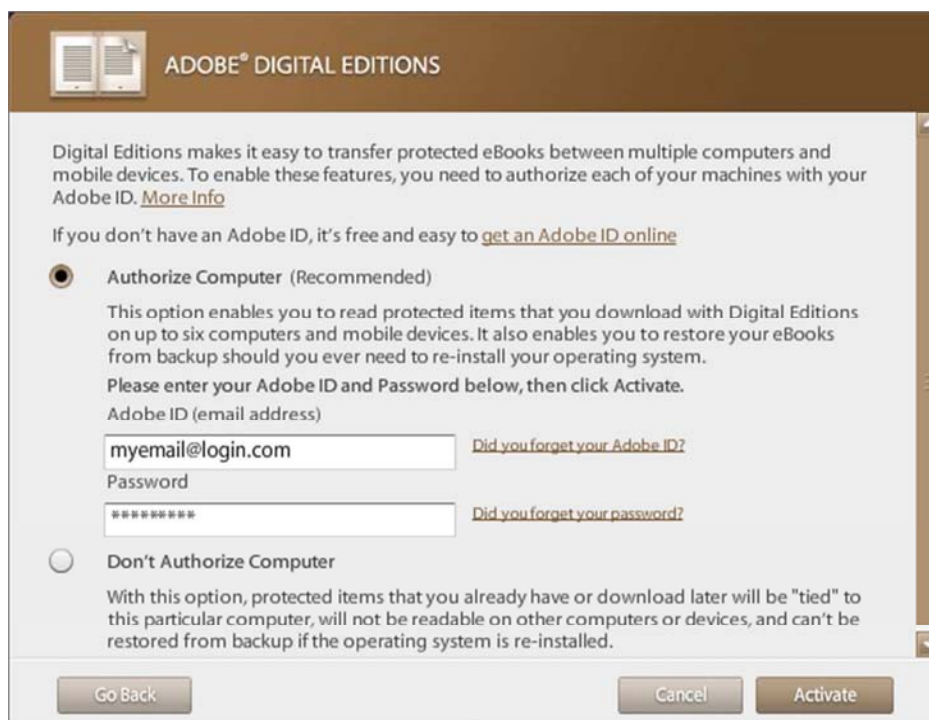 ADOBE® DIGITAL EDITIONS
Digital Editions makes it easy to transfer protected eBooks between multiple computers and
mobile devices. To enable these features, you need to authorize each of your machines with your
Adobe ID. More Info
If you don't have an Adobe ID, it's free and easy to get an Adobe ID online
Authorize Computer (Recommended)
This option enables you to read protected items that you download with Digital Editions
on up to six computers and mobile devices. It also enables you to restore your eBooks
from backup should you ever need to re-install your operating system.
Please enter your Adobe ID and Password below, then click Activate.
Adobe ID (email address)
myemail@login.com Did you forget your Adobe ID?
Password
********* Did you forget your password?
Don't Authorize Computer
With this option, protected items that you already have or download later will be "tied" to
this particular computer, will not be readable on other computers or devices, and can't be
restored from backup if the operating system is re-installed.
Go Back Cancel Activate